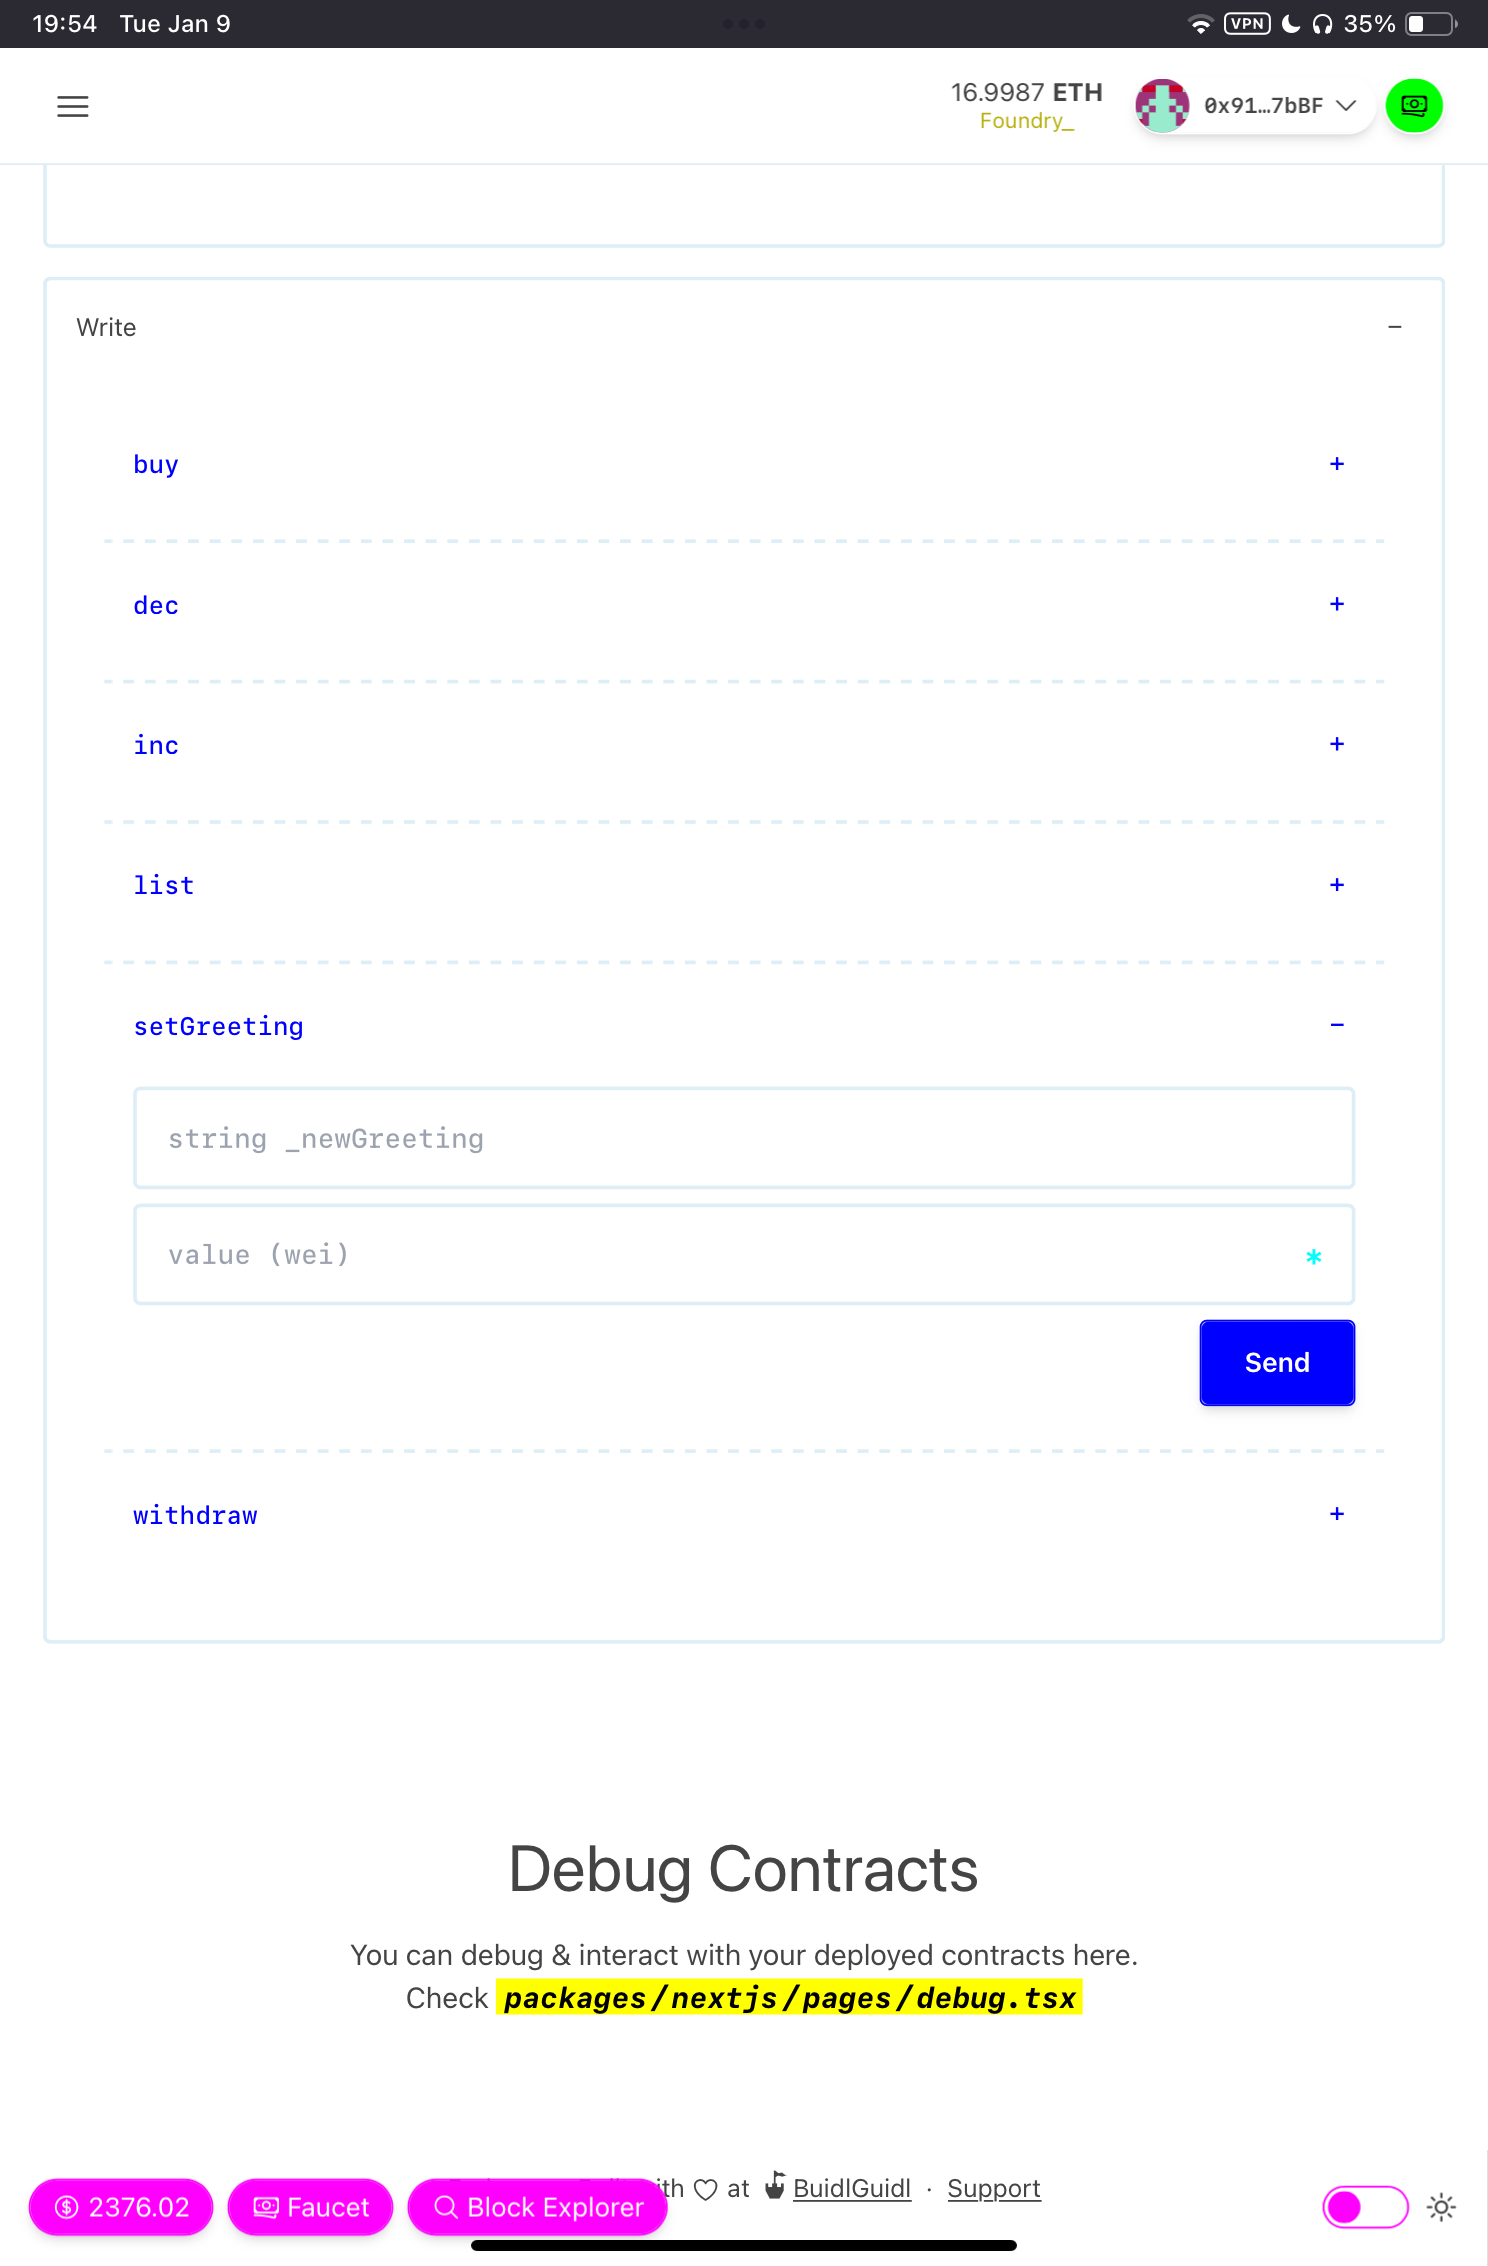 19:54 Tue Jan 9 VPN 35%
16.9987 ETH
Foundry_
0x91...7bBF
Write –
buy +
dec +
inc +
list +
setGreeting –
string _newGreeting
value (wei) *
Send
withdraw +
Debug Contracts
You can debug & interact with your deployed contracts here.
Check packages/nextjs/pages/debug.tsx
at BuidlGuidl · Support
2376.02 Faucet Block Explorer